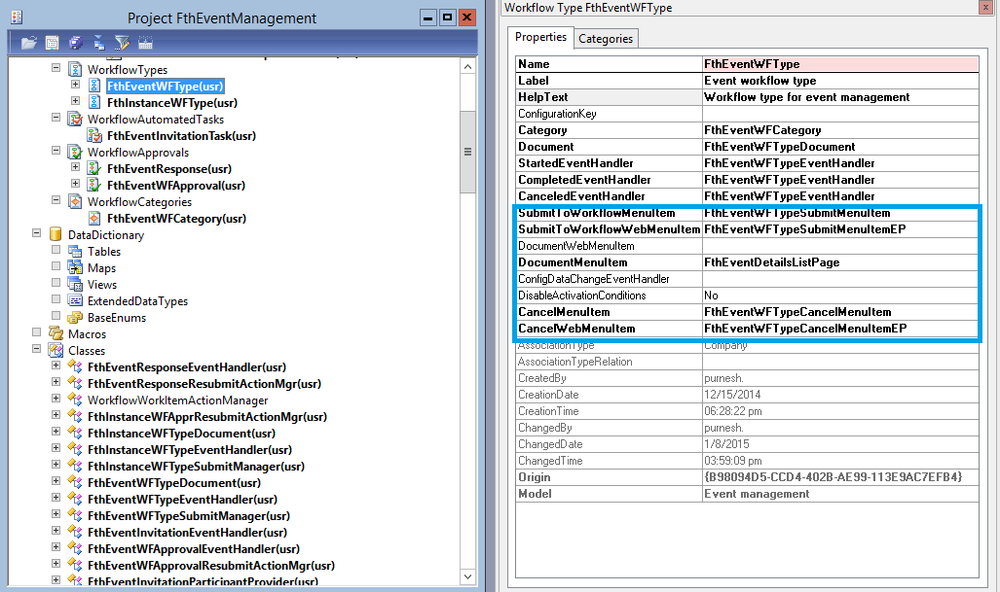 Project FthEventManagement
WorkflowTypes
FthEventWFType(usr)
FthInstanceWFType(usr)
WorkflowAutomatedTasks
FthEventInvitationTask(usr)
WorkflowApprovals
FthEventResponse(usr)
FthEventWFApproval(usr)
WorkflowCategories
FthEventWFCategory(usr)
DataDictionary
Tables
Maps
Views
ExtendedDataTypes
BaseEnums
Macros
Classes
FthEventResponseEventHandler(usr)
FthEventResponseResubmitActionMgr(usr)
WorkflowWorkItemActionManager
FthInstanceWFApprResubmitActionMgr(usr)
FthInstanceWFTypeDocument(usr)
FthInstanceWFTypeEventHandler(usr)
FthInstanceWFTypeSubmitManager(usr)
FthEventWFTypeDocument(usr)
FthEventWFTypeEventHandler(usr)
FthEventWFTypeSubmitManager(usr)
FthEventInvitationEventHandler(usr)
FthEventWFApprovalEventHandler(usr)
FthEventWFApprovalResubmitActionMgr(usr)
FthEventInvitationParticipantProvider(usr)
Workflow Type FthEventWFType
Properties Categories
Name FthEventWFType
Label Event workflow type
HelpText Workflow type for event management
ConfigurationKey
Category FthEventWFCategory
Document FthEventWFTypeDocument
StartedEventHandler FthEventWFTypeEventHandler
CompletedEventHandler FthEventWFTypeEventHandler
CanceledEventHandler FthEventWFTypeEventHandler
SubmitToWorkflowMenuItem FthEventWFTypeSubmitMenuItem
SubmitToWorkflowWebMenuItem FthEventWFTypeSubmitMenuItemEP
DocumentWebMenuItem
DocumentMenuItem FthEventDetailsListPage
ConfigDataChangeEventHandler
DisableActivationConditions No
CancelMenuItem FthEventWFTypeCancelMenuItem
CancelWebMenuItem FthEventWFTypeCancelMenuItemEP
AssociationType Company
AssociationTypeRelation
CreatedBy purnesh.
CreationDate 12/15/2014
CreationTime 06:28:22 pm
ChangedBy purnesh.
ChangedDate 1/8/2015
ChangedTime 03:59:09 pm
Origin {B98094D5-CCD4-402B-AE99-113E9AC7EFB4}
Model Event management